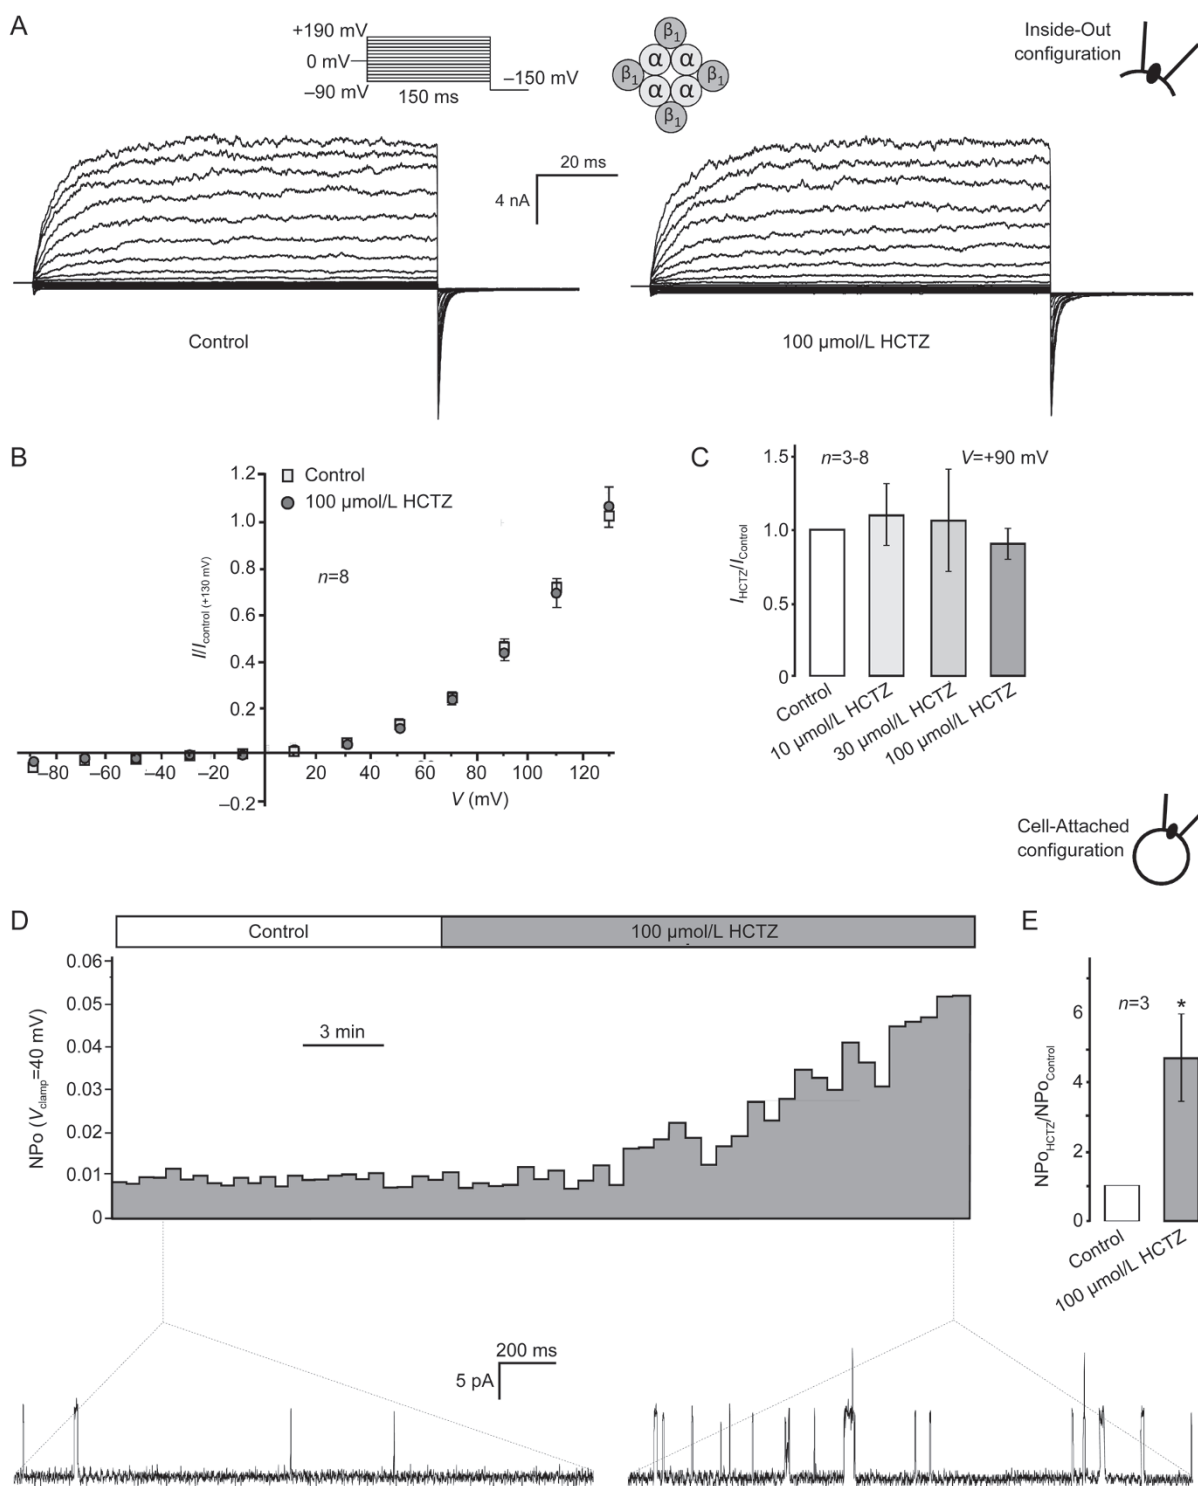 A
+190 mV
0 mV
–90 mV
150 ms
–150 mV
β1
α α
β1 β1
α α
β1
Inside-Out
configuration
20 ms
4 nA
Control
100 µmol/L HCTZ
B
1.2
1.0
0.8
0.6
0.4
0.2
–0.2
I/Icontrol (+130 mV)
Control
100 µmol/L HCTZ
n=8
–80 –60 –40 –20 20 40 60 80 100 120
V (mV)
C
1.5
1.0
0.5
0
IHCTZ/IControl
n=3-8
V=+90 mV
Control
10 µmol/L HCTZ
30 µmol/L HCTZ
100 µmol/L HCTZ
Cell-Attached
configuration
D
Control
100 µmol/L HCTZ
0.06
0.05
0.04
0.03
0.02
0.01
0
NPo (Vclamp=40 mV)
3 min
E
6
4
2
0
NPoHCTZ/NPoControl
n=3
*
Control
100 µmol/L HCTZ
200 ms
5 pA